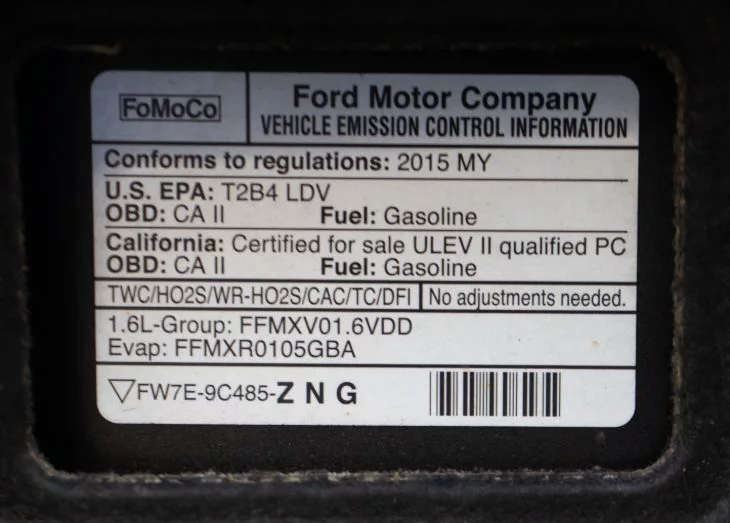 FoMoCo
Ford Motor Company
VEHICLE EMISSION CONTROL INFORMATION
Conforms to regulations: 2015 MY
U.S. EPA: T2B4 LDV
OBD: CA II Fuel: Gasoline
California: Certified for sale ULEV II qualified PC
OBD: CA II Fuel: Gasoline
TWC/HO2S/WR-HO2S/CAC/TC/DFI No adjustments needed.
1.6L-Group: FFMXV01.6VDD
Evap: FFMXR0105GBA
▽FW7E-9C485-Z N G